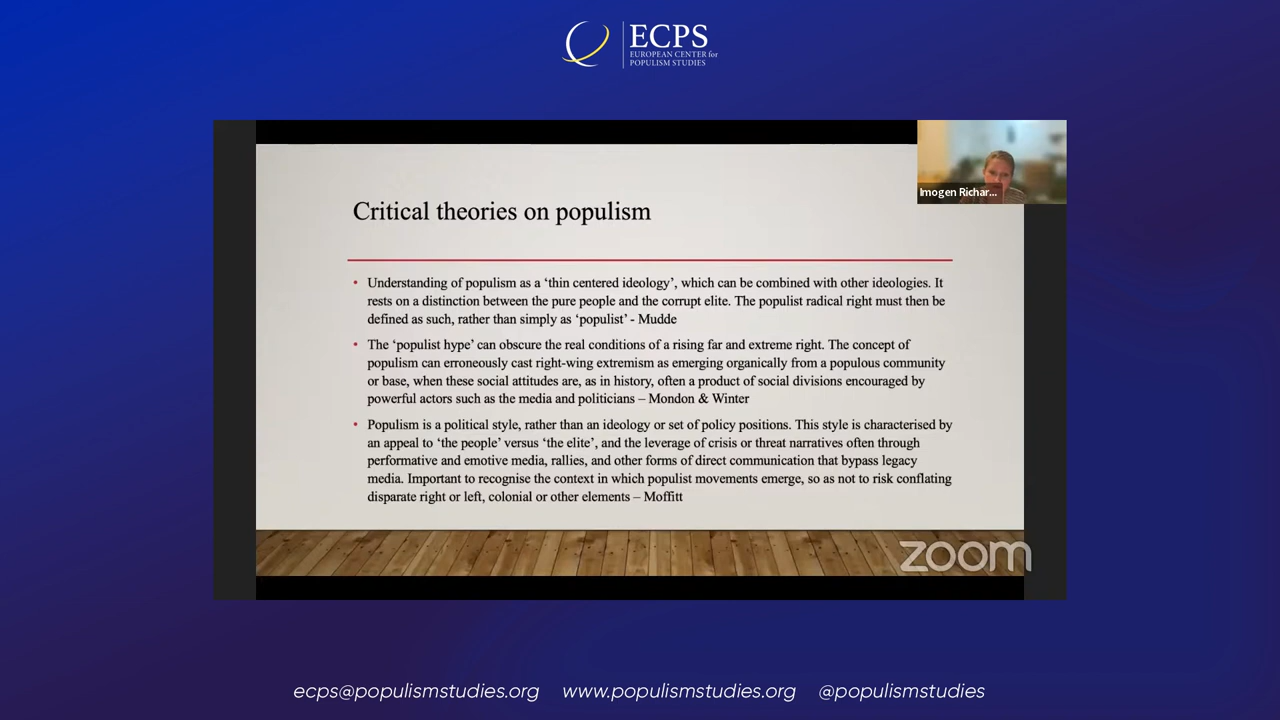 ECPS
EUROPEAN CENTER for
POPULISM STUDIES
Imogen Richar...
Critical theories on populism
• Understanding of populism as a ‘thin centered ideology’, which can be combined with other ideologies. It
rests on a distinction between the pure people and the corrupt elite. The populist radical right must then be
defined as such, rather than simply as ‘populist’ - Mudde
• The ‘populist hype’ can obscure the real conditions of a rising far and extreme right. The concept of
populism can erroneously cast right-wing extremism as emerging organically from a populous community
or base, when these social attitudes are, as in history, often a product of social divisions encouraged by
powerful actors such as the media and politicians – Mondon & Winter
• Populism is a political style, rather than an ideology or set of policy positions. This style is characterised by
an appeal to ‘the people’ versus ‘the elite’, and the leverage of crisis or threat narratives often through
performative and emotive media, rallies, and other forms of direct communication that bypass legacy
media. Important to recognise the context in which populist movements emerge, so as not to risk conflating
disparate right or left, colonial or other elements – Moffitt
zoom
ecps@populismstudies.org www.populismstudies.org @populismstudies